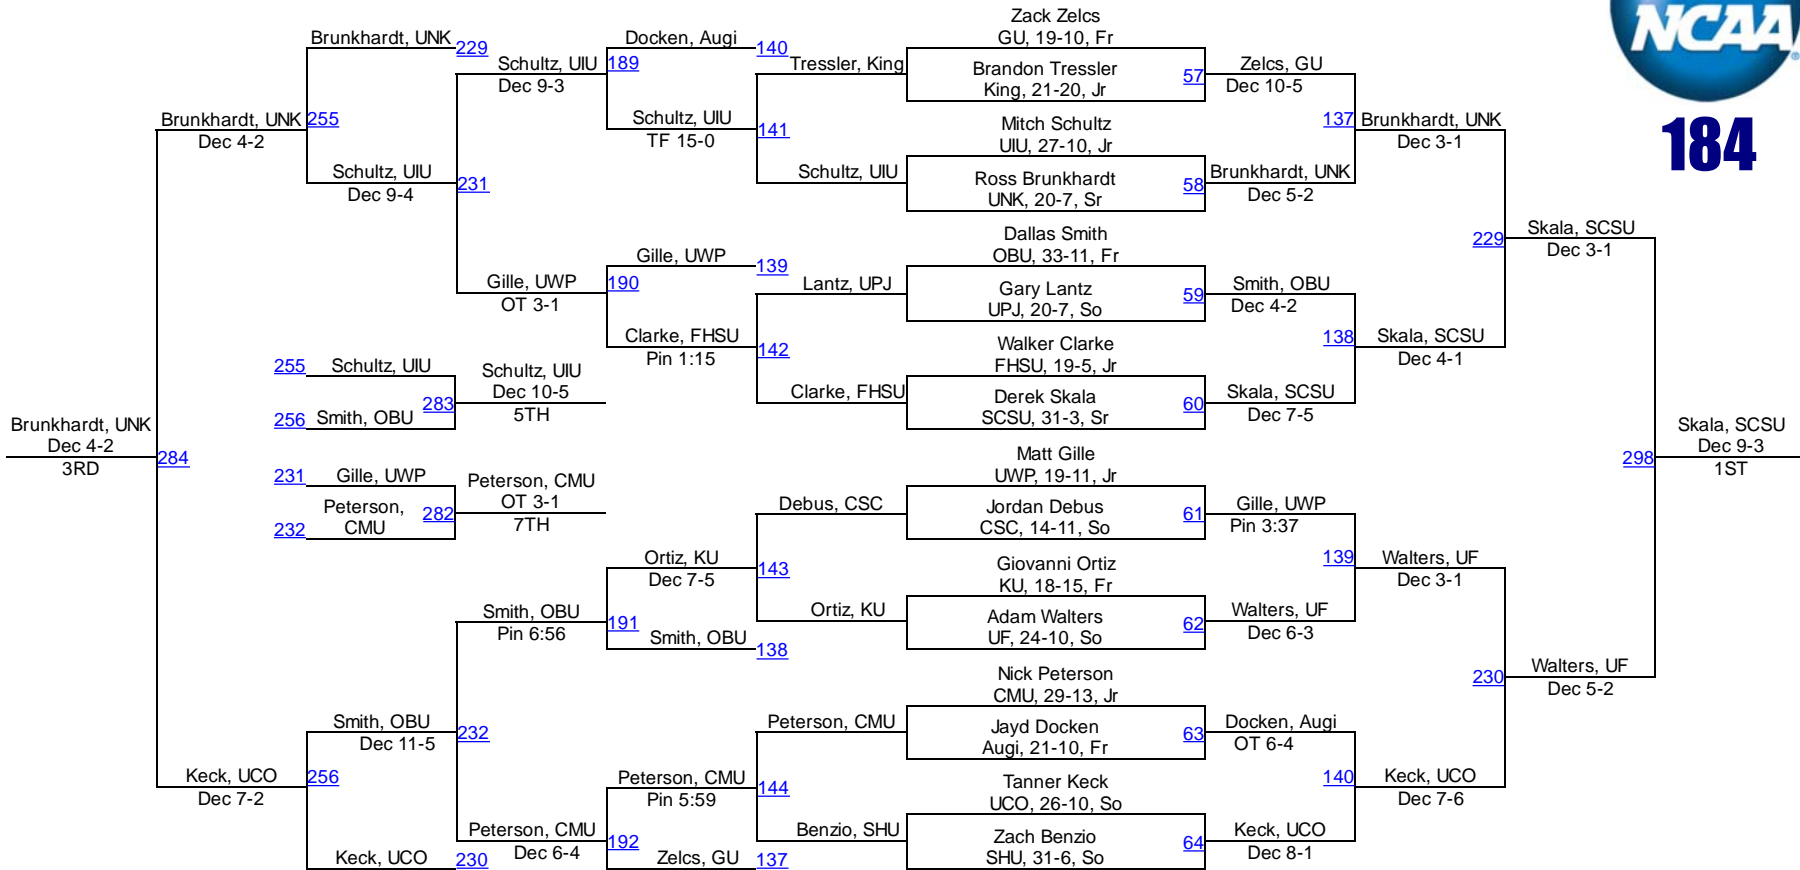 NCAA
184
Brunkhardt, UNK
Dec 4-2
3RD
284
Brunkhardt, UNK
Dec 4-2
Keck, UCO
Dec 7-2
Brunkhardt, UNK
229
255
Schultz, UIU
Dec 9-4
231
255
Schultz, UIU
256
Smith, OBU
283
Schultz, UIU
Dec 10-5
5TH
231
Gille, UWP
232
Peterson,
CMU
282
Peterson, CMU
OT 3-1
7TH
Smith, OBU
Dec 11-5
232
256
Keck, UCO
230
Schultz, UIU
Dec 9-3
189
Gille, UWP
OT 3-1
190
Smith, OBU
Pin 6:56
191
Peterson, CMU
Dec 6-4
192
Docken, Augi
140
Schultz, UIU
TF 15-0
141
Gille, UWP
139
Clarke, FHSU
Pin 1:15
142
Ortiz, KU
Dec 7-5
143
Smith, OBU
138
Peterson, CMU
Pin 5:59
144
Zelcs, GU
137
Tressler, King
Schultz, UIU
Lantz, UPJ
Clarke, FHSU
Debus, CSC
Ortiz, KU
Peterson, CMU
Benzio, SHU
Zack Zelcs
GU, 19-10, Fr
Brandon Tressler
King, 21-20, Jr
57
Mitch Schultz
UIU, 27-10, Jr
Ross Brunkhardt
UNK, 20-7, Sr
58
Dallas Smith
OBU, 33-11, Fr
Gary Lantz
UPJ, 20-7, So
59
Walker Clarke
FHSU, 19-5, Jr
Derek Skala
SCSU, 31-3, Sr
60
Matt Gille
UWP, 19-11, Jr
Jordan Debus
CSC, 14-11, So
61
Giovanni Ortiz
KU, 18-15, Fr
Adam Walters
UF, 24-10, So
62
Nick Peterson
CMU, 29-13, Jr
Jayd Docken
Augi, 21-10, Fr
63
Tanner Keck
UCO, 26-10, So
Zach Benzio
SHU, 31-6, So
64
Zelcs, GU
Dec 10-5
Brunkhardt, UNK
Dec 5-2
Smith, OBU
Dec 4-2
Skala, SCSU
Dec 7-5
Gille, UWP
Pin 3:37
Walters, UF
Dec 6-3
Docken, Augi
OT 6-4
Keck, UCO
Dec 8-1
137
Brunkhardt, UNK
Dec 3-1
138
Skala, SCSU
Dec 4-1
139
Walters, UF
Dec 3-1
140
Keck, UCO
Dec 7-6
229
Skala, SCSU
Dec 3-1
230
Walters, UF
Dec 5-2
298
Skala, SCSU
Dec 9-3
1ST